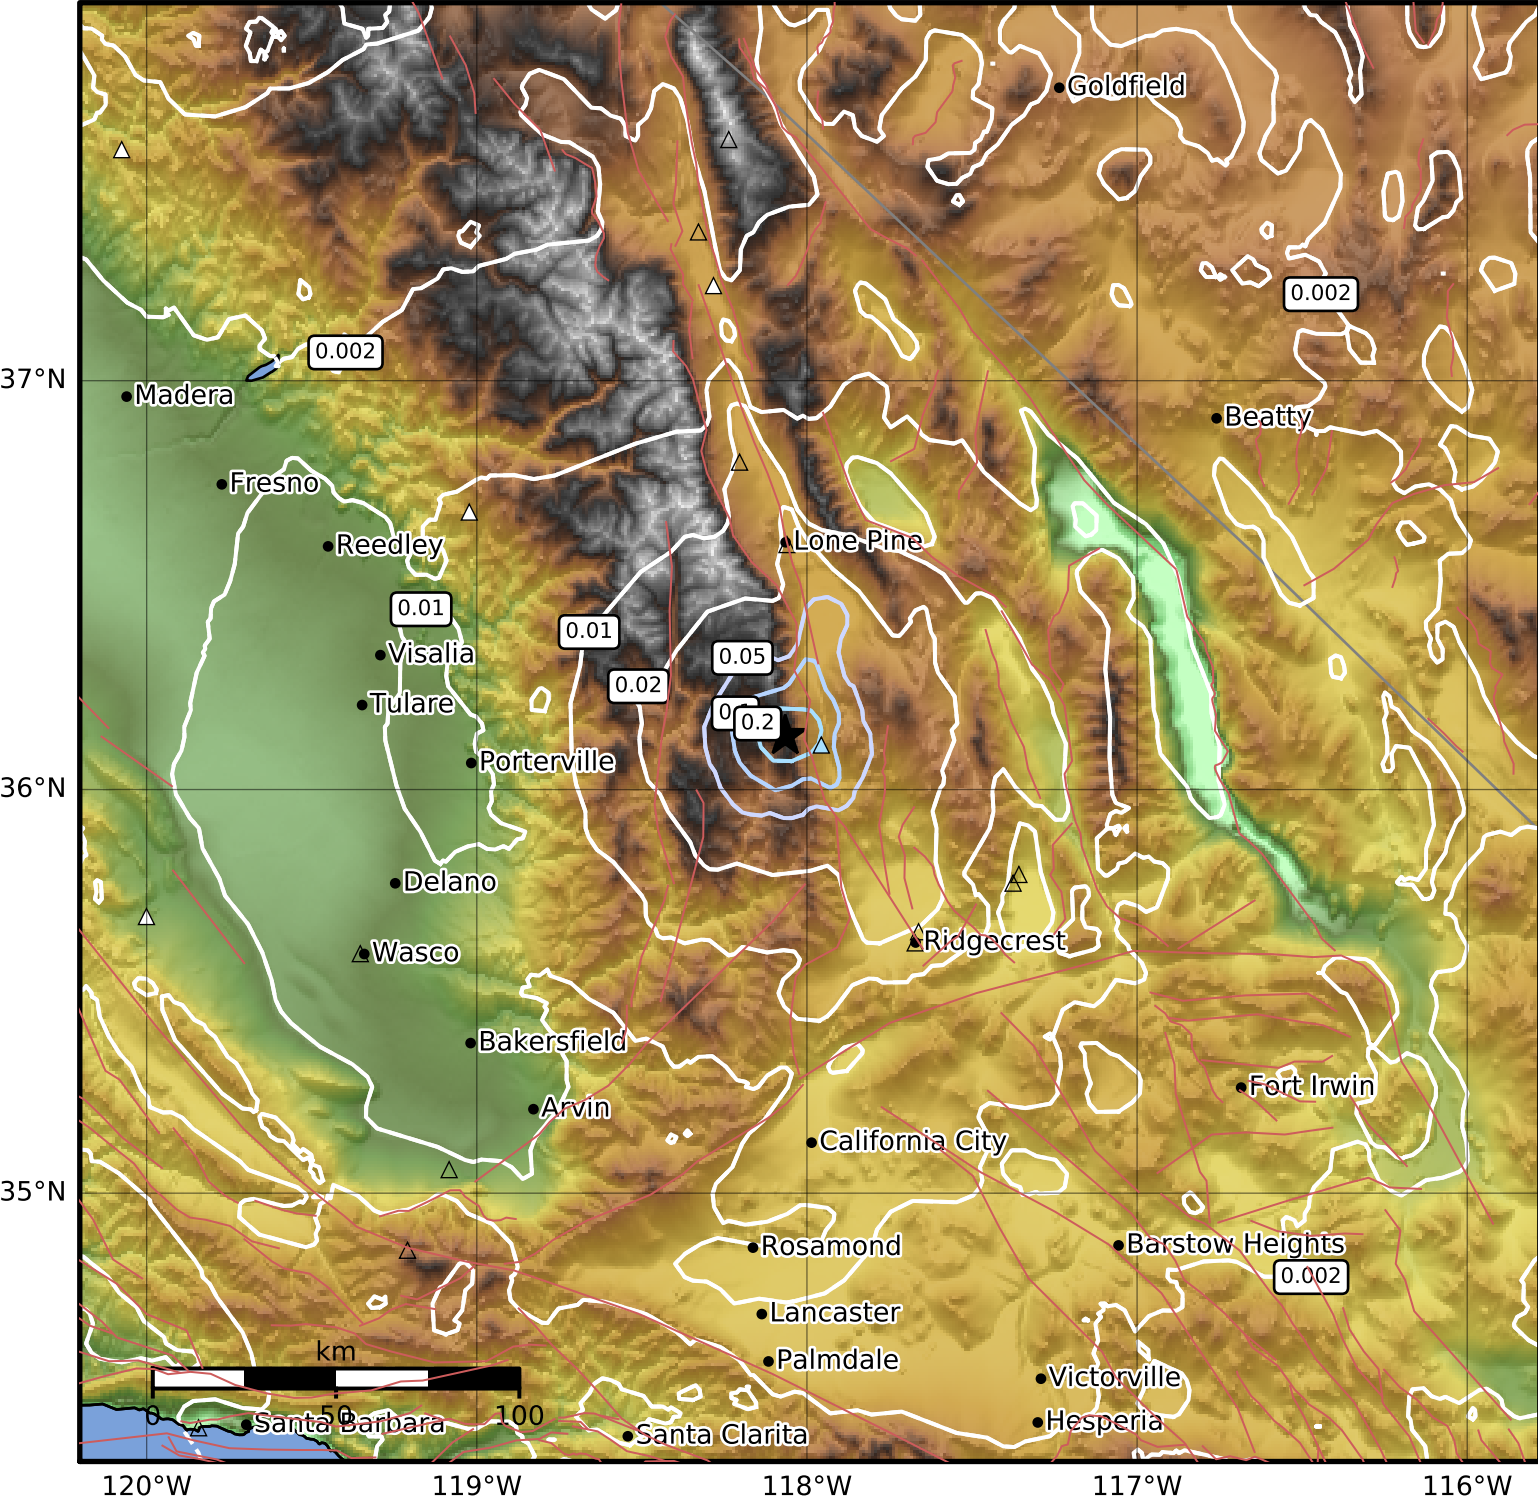 Goldfield
0.002
0.002
37°N
Madera
Beatty
Fresno
Lone Pine
Reedley
0.01
0.01
Visalia
0.05
0.02
Tulare
0.2
Porterville
36°N
Delano
Ridgecrest
Wasco
Bakersfield
Fort Irwin
Arvin
California City
35°N
Rosamond
Barstow Heights
0.002
Lancaster
km
Palmdale
Victorville
0 50 100
Santa Barbara
Hesperia
Santa Clarita
120°W 119°W 118°W 117°W 116°W